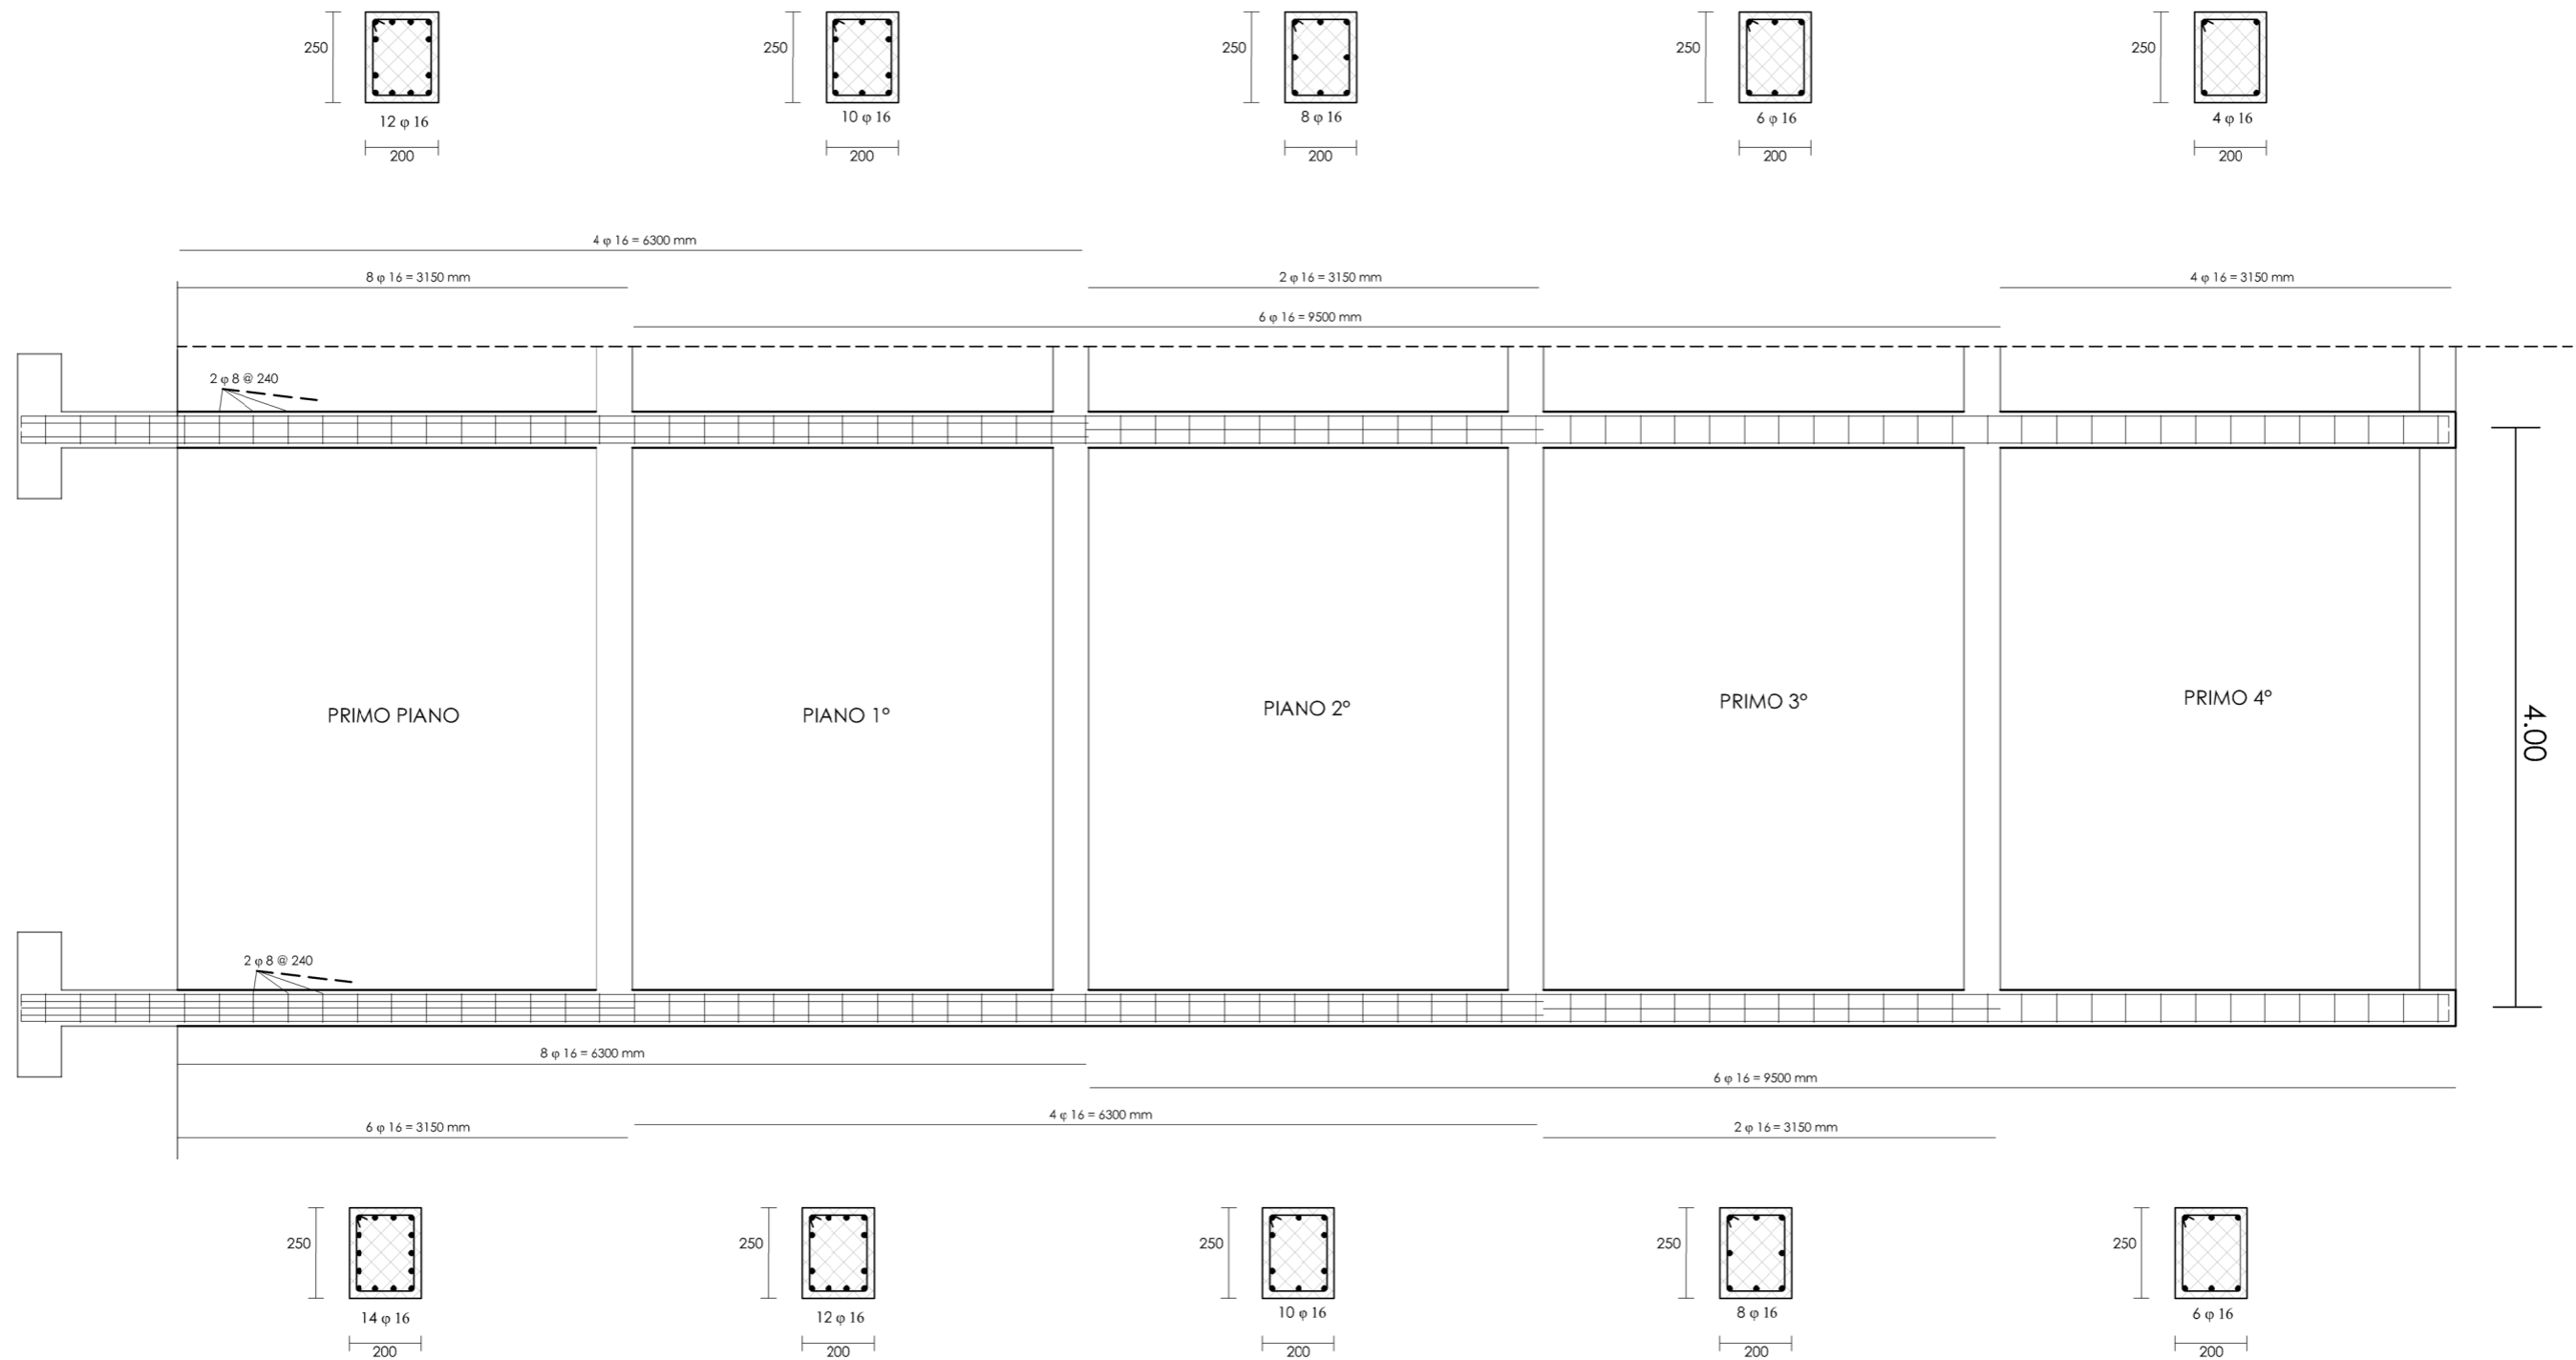 250
250
250
250
250
12 φ 16
10 φ 16
8 φ 16
6 φ 16
4 φ 16
200
200
200
200
200
4 φ 16 = 6300 mm
8 φ 16 = 3150 mm
2 φ 16 = 3150 mm
4 φ 16 = 3150 mm
6 φ 16 = 9500 mm
2 φ 8 @ 240
PRIMO PIANO
PIANO 1º
PIANO 2º
PRIMO 3º
PRIMO 4º
4.00
2 φ 8 @ 240
8 φ 16 = 6300 mm
6 φ 16 = 9500 mm
4 φ 16 = 6300 mm
6 φ 16 = 3150 mm
2 φ 16 = 3150 mm
250
250
250
250
250
14 φ 16
12 φ 16
10 φ 16
8 φ 16
6 φ 16
200
200
200
200
200